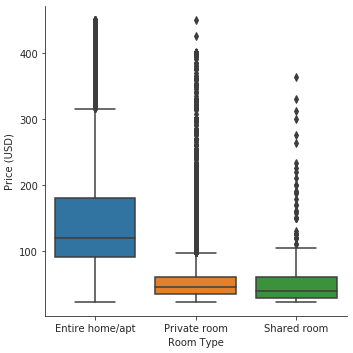 400
300
200
100
Price (USD)
Entire home/apt Private room Shared room
Room Type